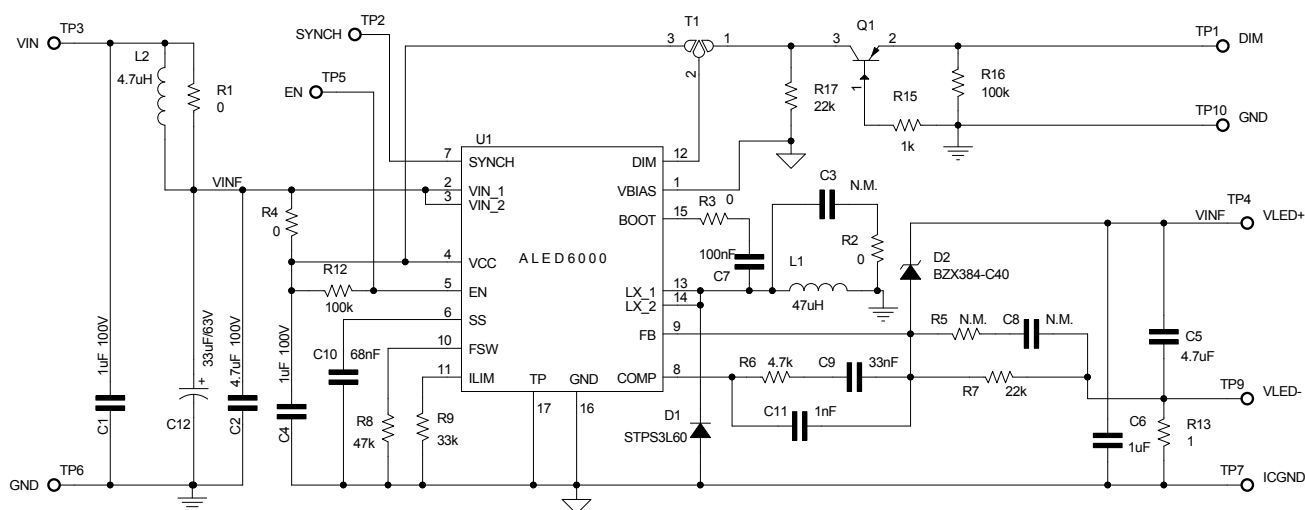 TP3
VIN
L2
4.7uH
R1
0
TP2
SYNCH
TP5
EN
T1
3
1
2
Q1
3
2
1
R17
22k
R15
1k
R16
100k
TP1
DIM
TP10
GND
U1
ALED6000
7
SYNCH
2
VIN_1
3
VIN_2
4
VCC
5
EN
6
SS
10
FSW
11
ILIM
TP
17
GND
16
DIM
12
VBIAS
1
BOOT
15
LX_1
13
LX_2
14
FB
9
COMP
8
VINF
R4
0
R12
100k
1uF 100V
C1
33uF/63V
+
C12
4.7uF 100V
C2
1uF 100V
C4
C10
68nF
R8
47k
R9
33k
R3
0
100nF
C7
C3
N.M.
R2
0
L1
47uH
D2
BZX384-C40
R5
N.M.
C8
N.M.
R6
4.7k
C9
33nF
R7
22k
C11
1nF
D1
STPS3L60
C5
4.7uF
C6
1uF
R13
1
TP4
VINF
VLED+
TP9
VLED-
TP7
ICGND
TP6
GND